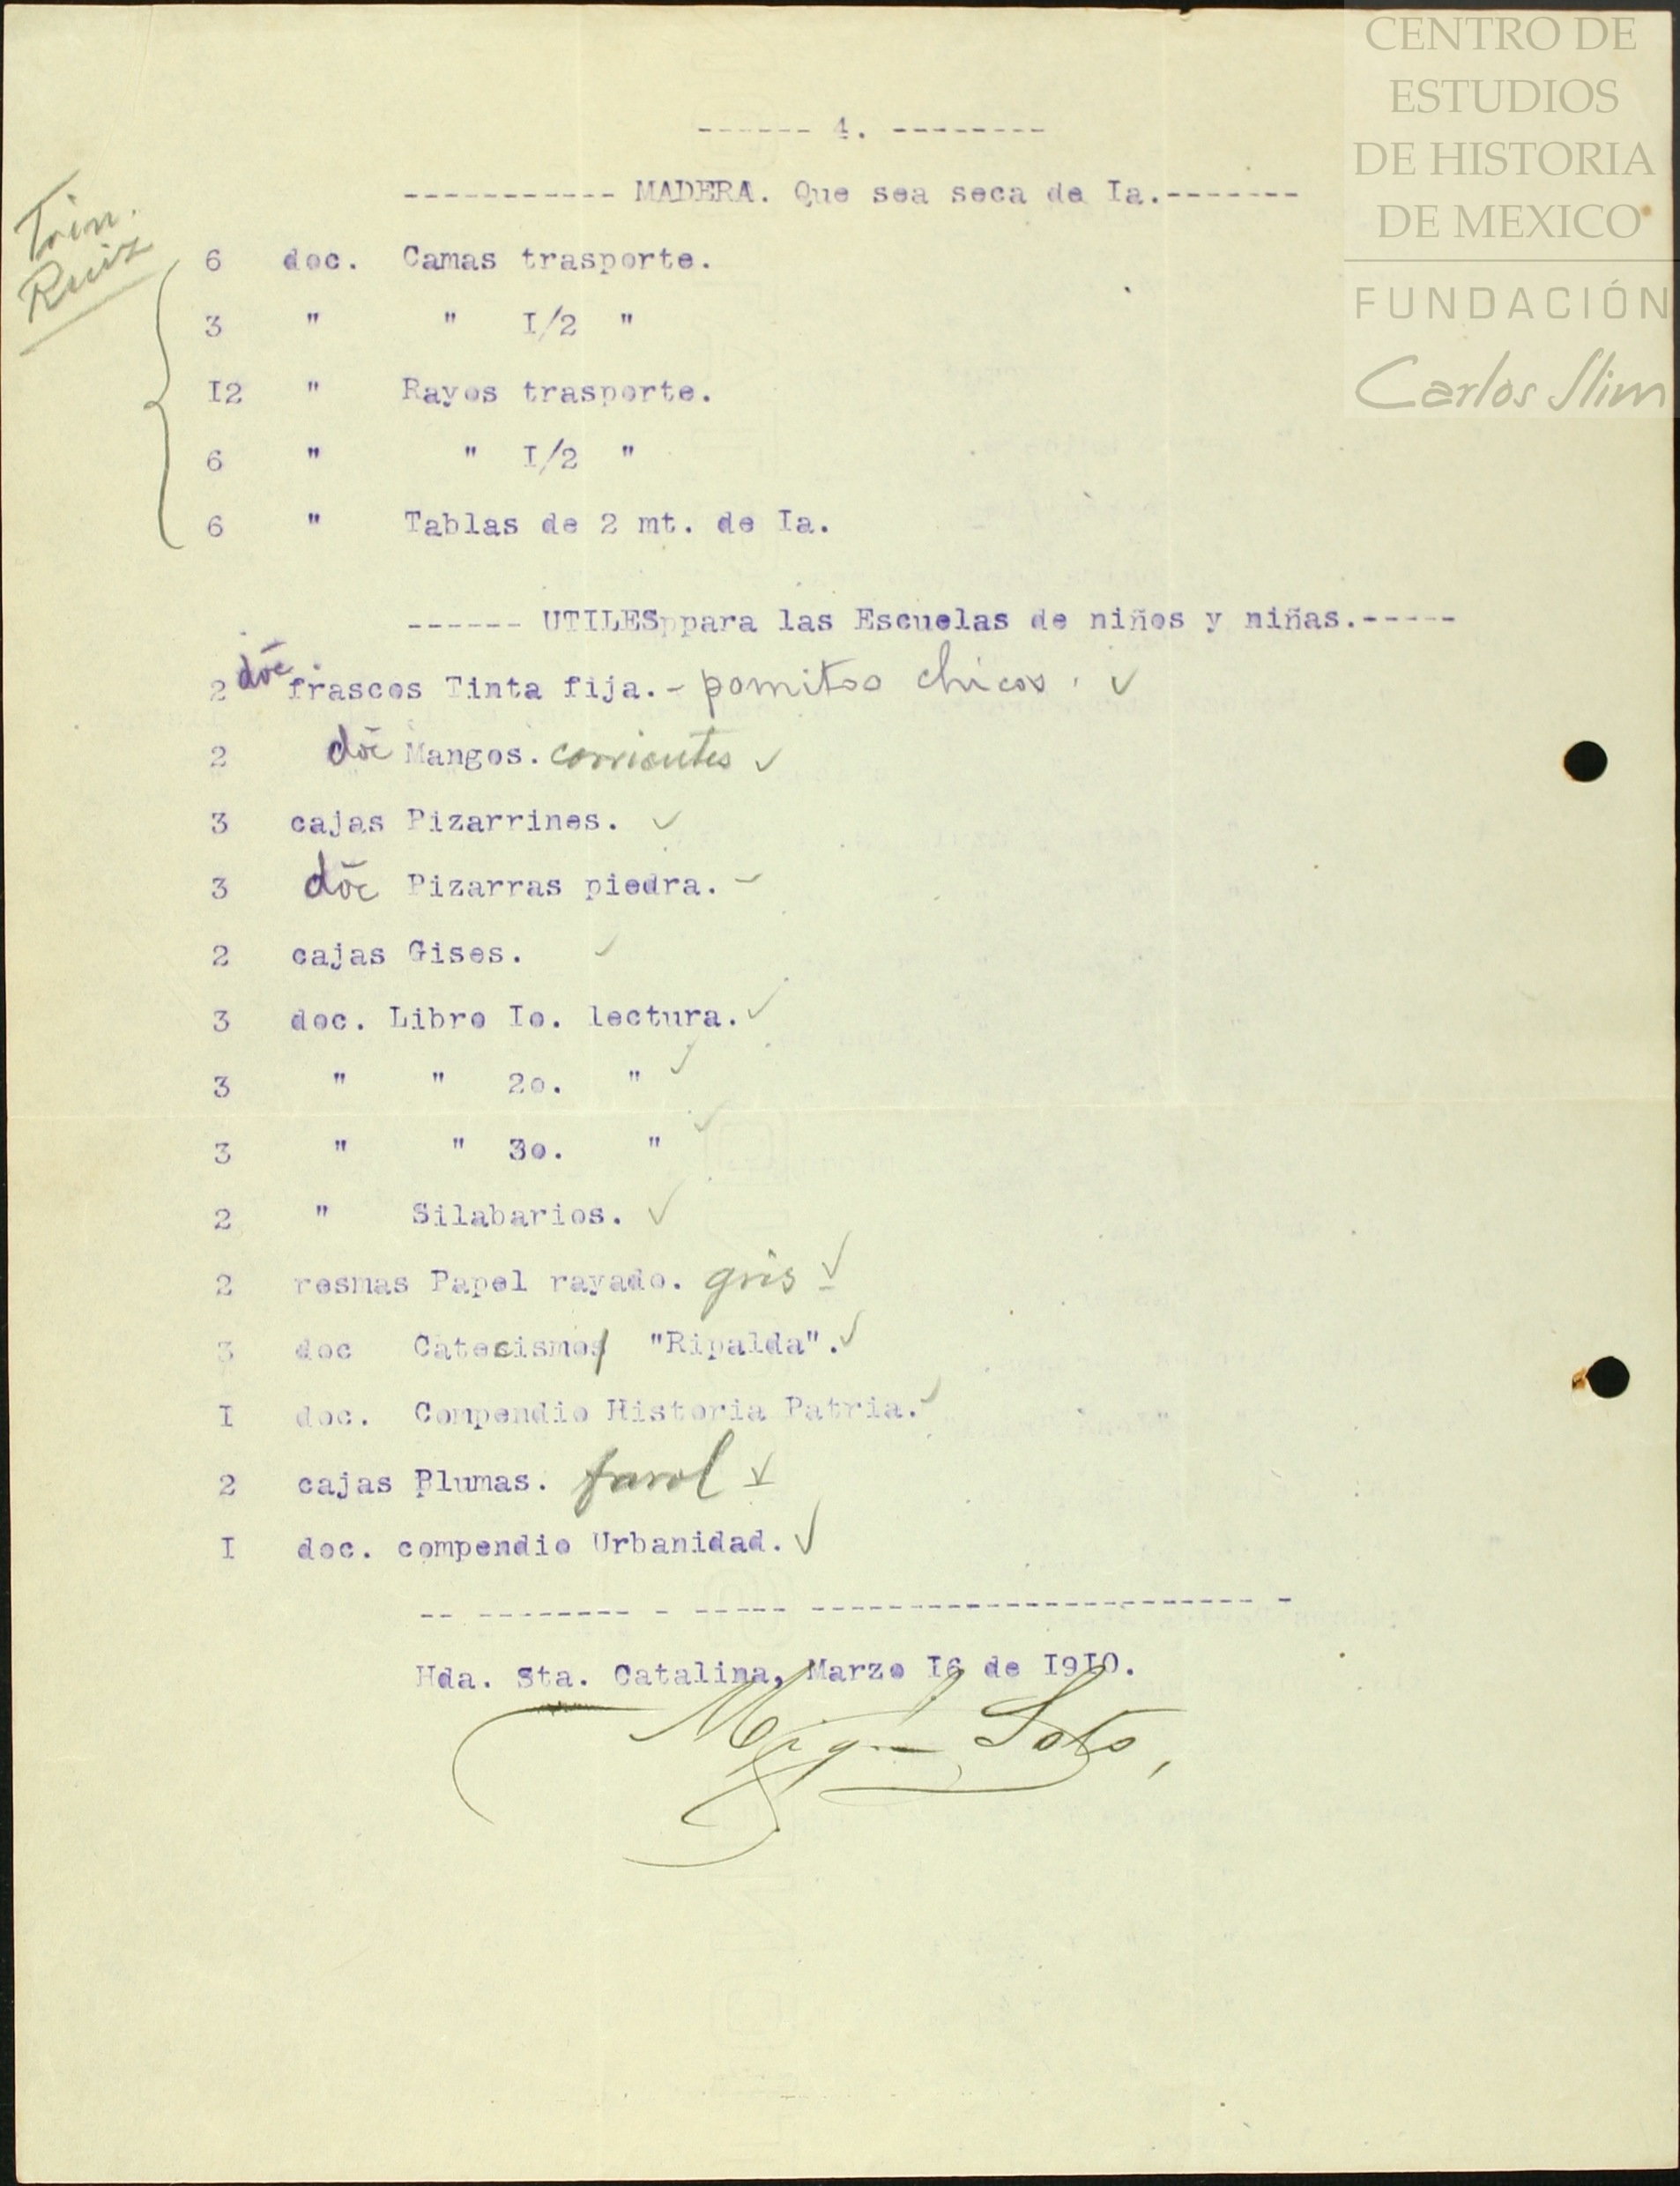 CENTRO DE
ESTUDIOS
DE HISTORIA
DE MEXICO
FUNDACIÓN
Carlos Slim
------ 4. --------
----------- MADERA. Que sea seca de Ia.-------
Trin.
Ruiz
6 doc. Camas trasporte.
3 " " I/2 "
I2 " Rayos trasporte.
6 " " I/2 "
6 " Tablas de 2 mt. de Ia.
------ UTILESppara las Escuelas de niños y niñas.-----
2 doc frascos Tinta fija.- pomitos chicos. ✓
2 doc Mangos. corrientes ✓
3 cajas Pizarrines. ✓
3 doc Pizarras piedra. -
2 cajas Gises. ✓
3 doc. Libro Io. lectura. ✓
3 " " 2o. " ✓
3 " " 3o. " ✓
2 " Silabarios. ✓
2 resmas Papel rayado. gris ✓
3 doc Catecismos "Ripalda". ✓
I doc. Compendio Historia Patria. ✓
2 cajas Plumas. farol ✓
I doc. compendio Urbanidad. ✓
-- -------- - ----- ----------------------- -
Hda. Sta. Catalina, Marzo I6 de I9I0.
Soto,